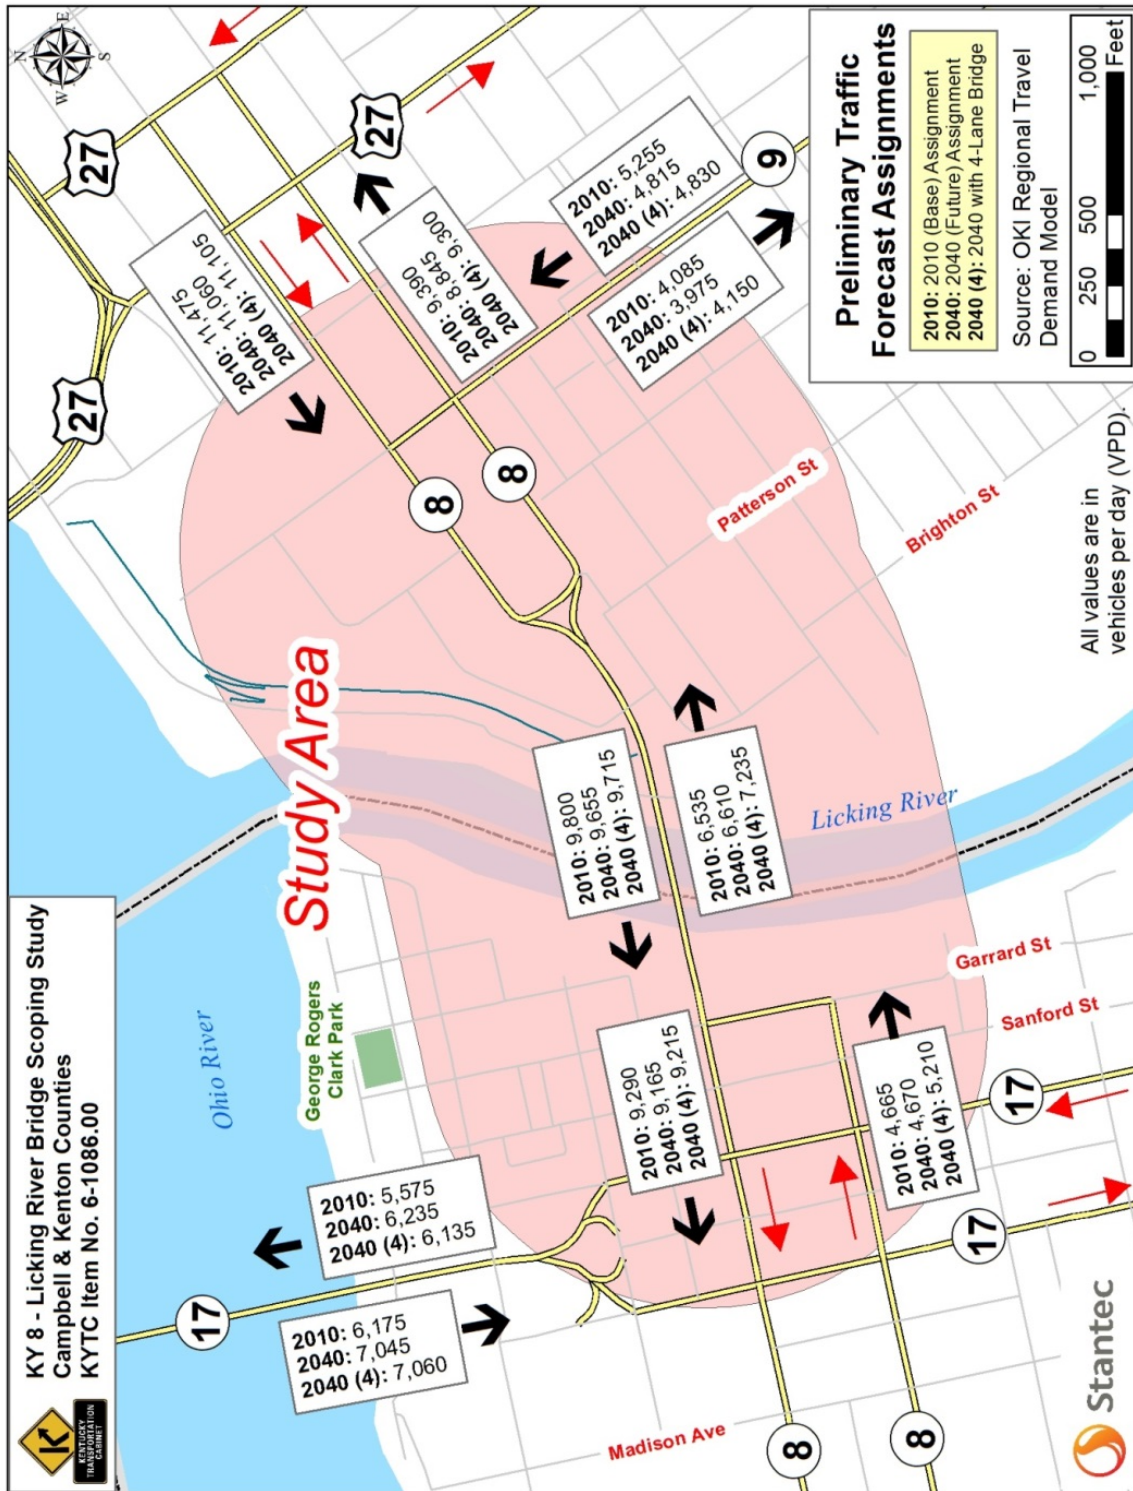 KY 8 - Licking River Bridge Scoping Study
Campbell & Kenton Counties
KYTC Item No. 6-1086.00
KENTUCKY
TRANSPORTATION
CABINET
N
E
S
W
Ohio River
George Rogers
Clark Park
Study Area
27
27
27
17
2010: 6,175
2040: 7,045
2040 (4): 7,060
2010: 5,575
2040: 6,235
2040 (4): 6,135
2010: 9,290
2040: 9,165
2040 (4): 9,215
2010: 9,800
2040: 9,655
2040 (4): 9,715
2010: 11,475
2040: 11,060
2040 (4): 11,105
2010: 9,390
2040: 8,845
2040 (4): 9,300
2010: 5,255
2040: 4,815
2040 (4): 4,830
2010: 4,085
2040: 3,975
2040 (4): 4,150
2010: 6,535
2040: 6,610
2040 (4): 7,235
2010: 4,665
2040: 4,670
2040 (4): 5,210
8
8
9
8
8
17
17
Madison Ave
Sanford St
Garrard St
Licking River
Patterson St
Brighton St
Stantec
All values are in
vehicles per day (VPD).
Preliminary Traffic
Forecast Assignments
2010: 2010 (Base) Assignment
2040: 2040 (Future) Assignment
2040 (4): 2040 with 4-Lane Bridge
Source: OKI Regional Travel
Demand Model
0 250 500 1,000
Feet